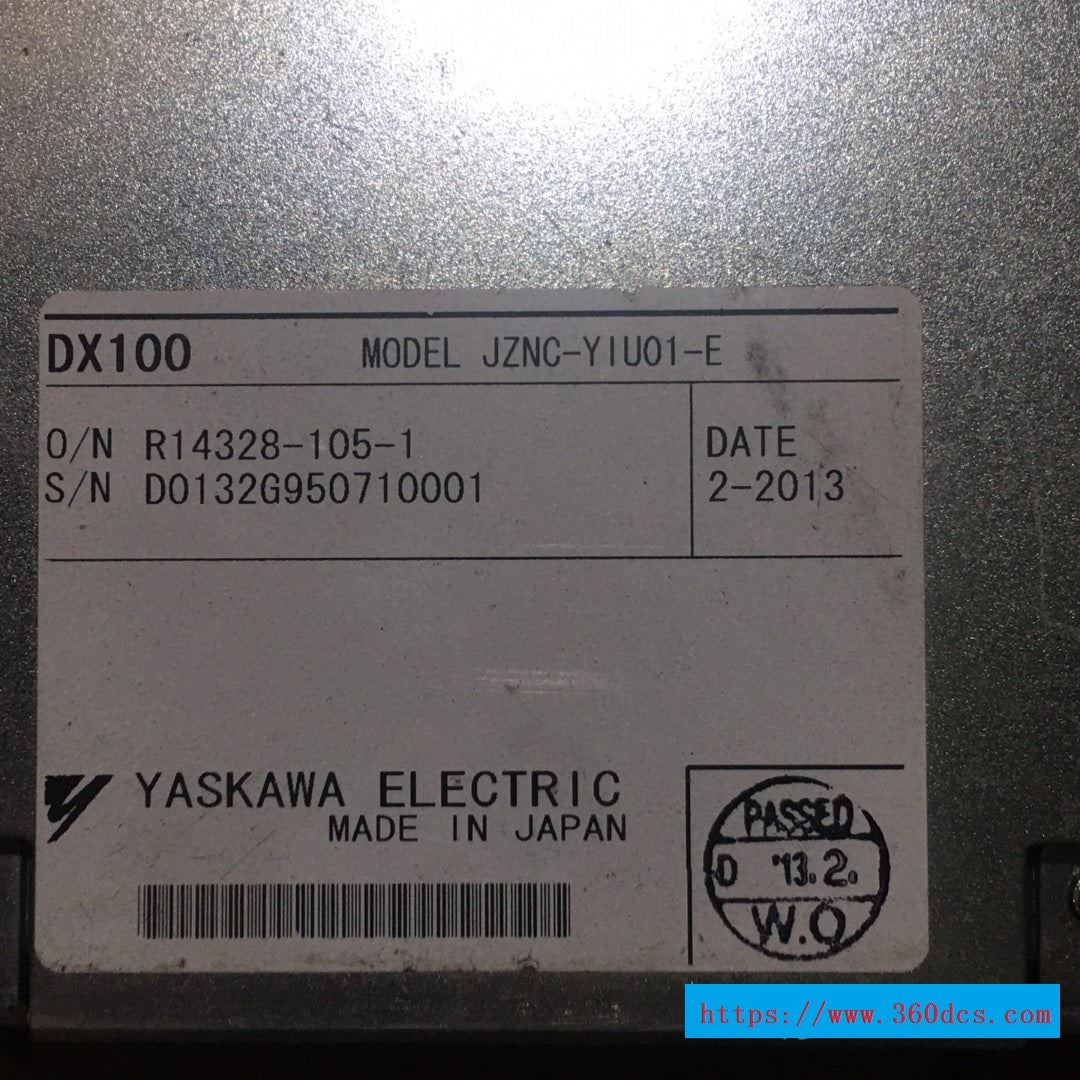 DX100 MODEL JZNC-YIU01-E
O/N R14328-105-1
S/N D0132G950710001
DATE
2-2013
YASKAWA ELECTRIC
MADE IN JAPAN
PASSED
D '13.2.
W.O
https://www.360dcs.com